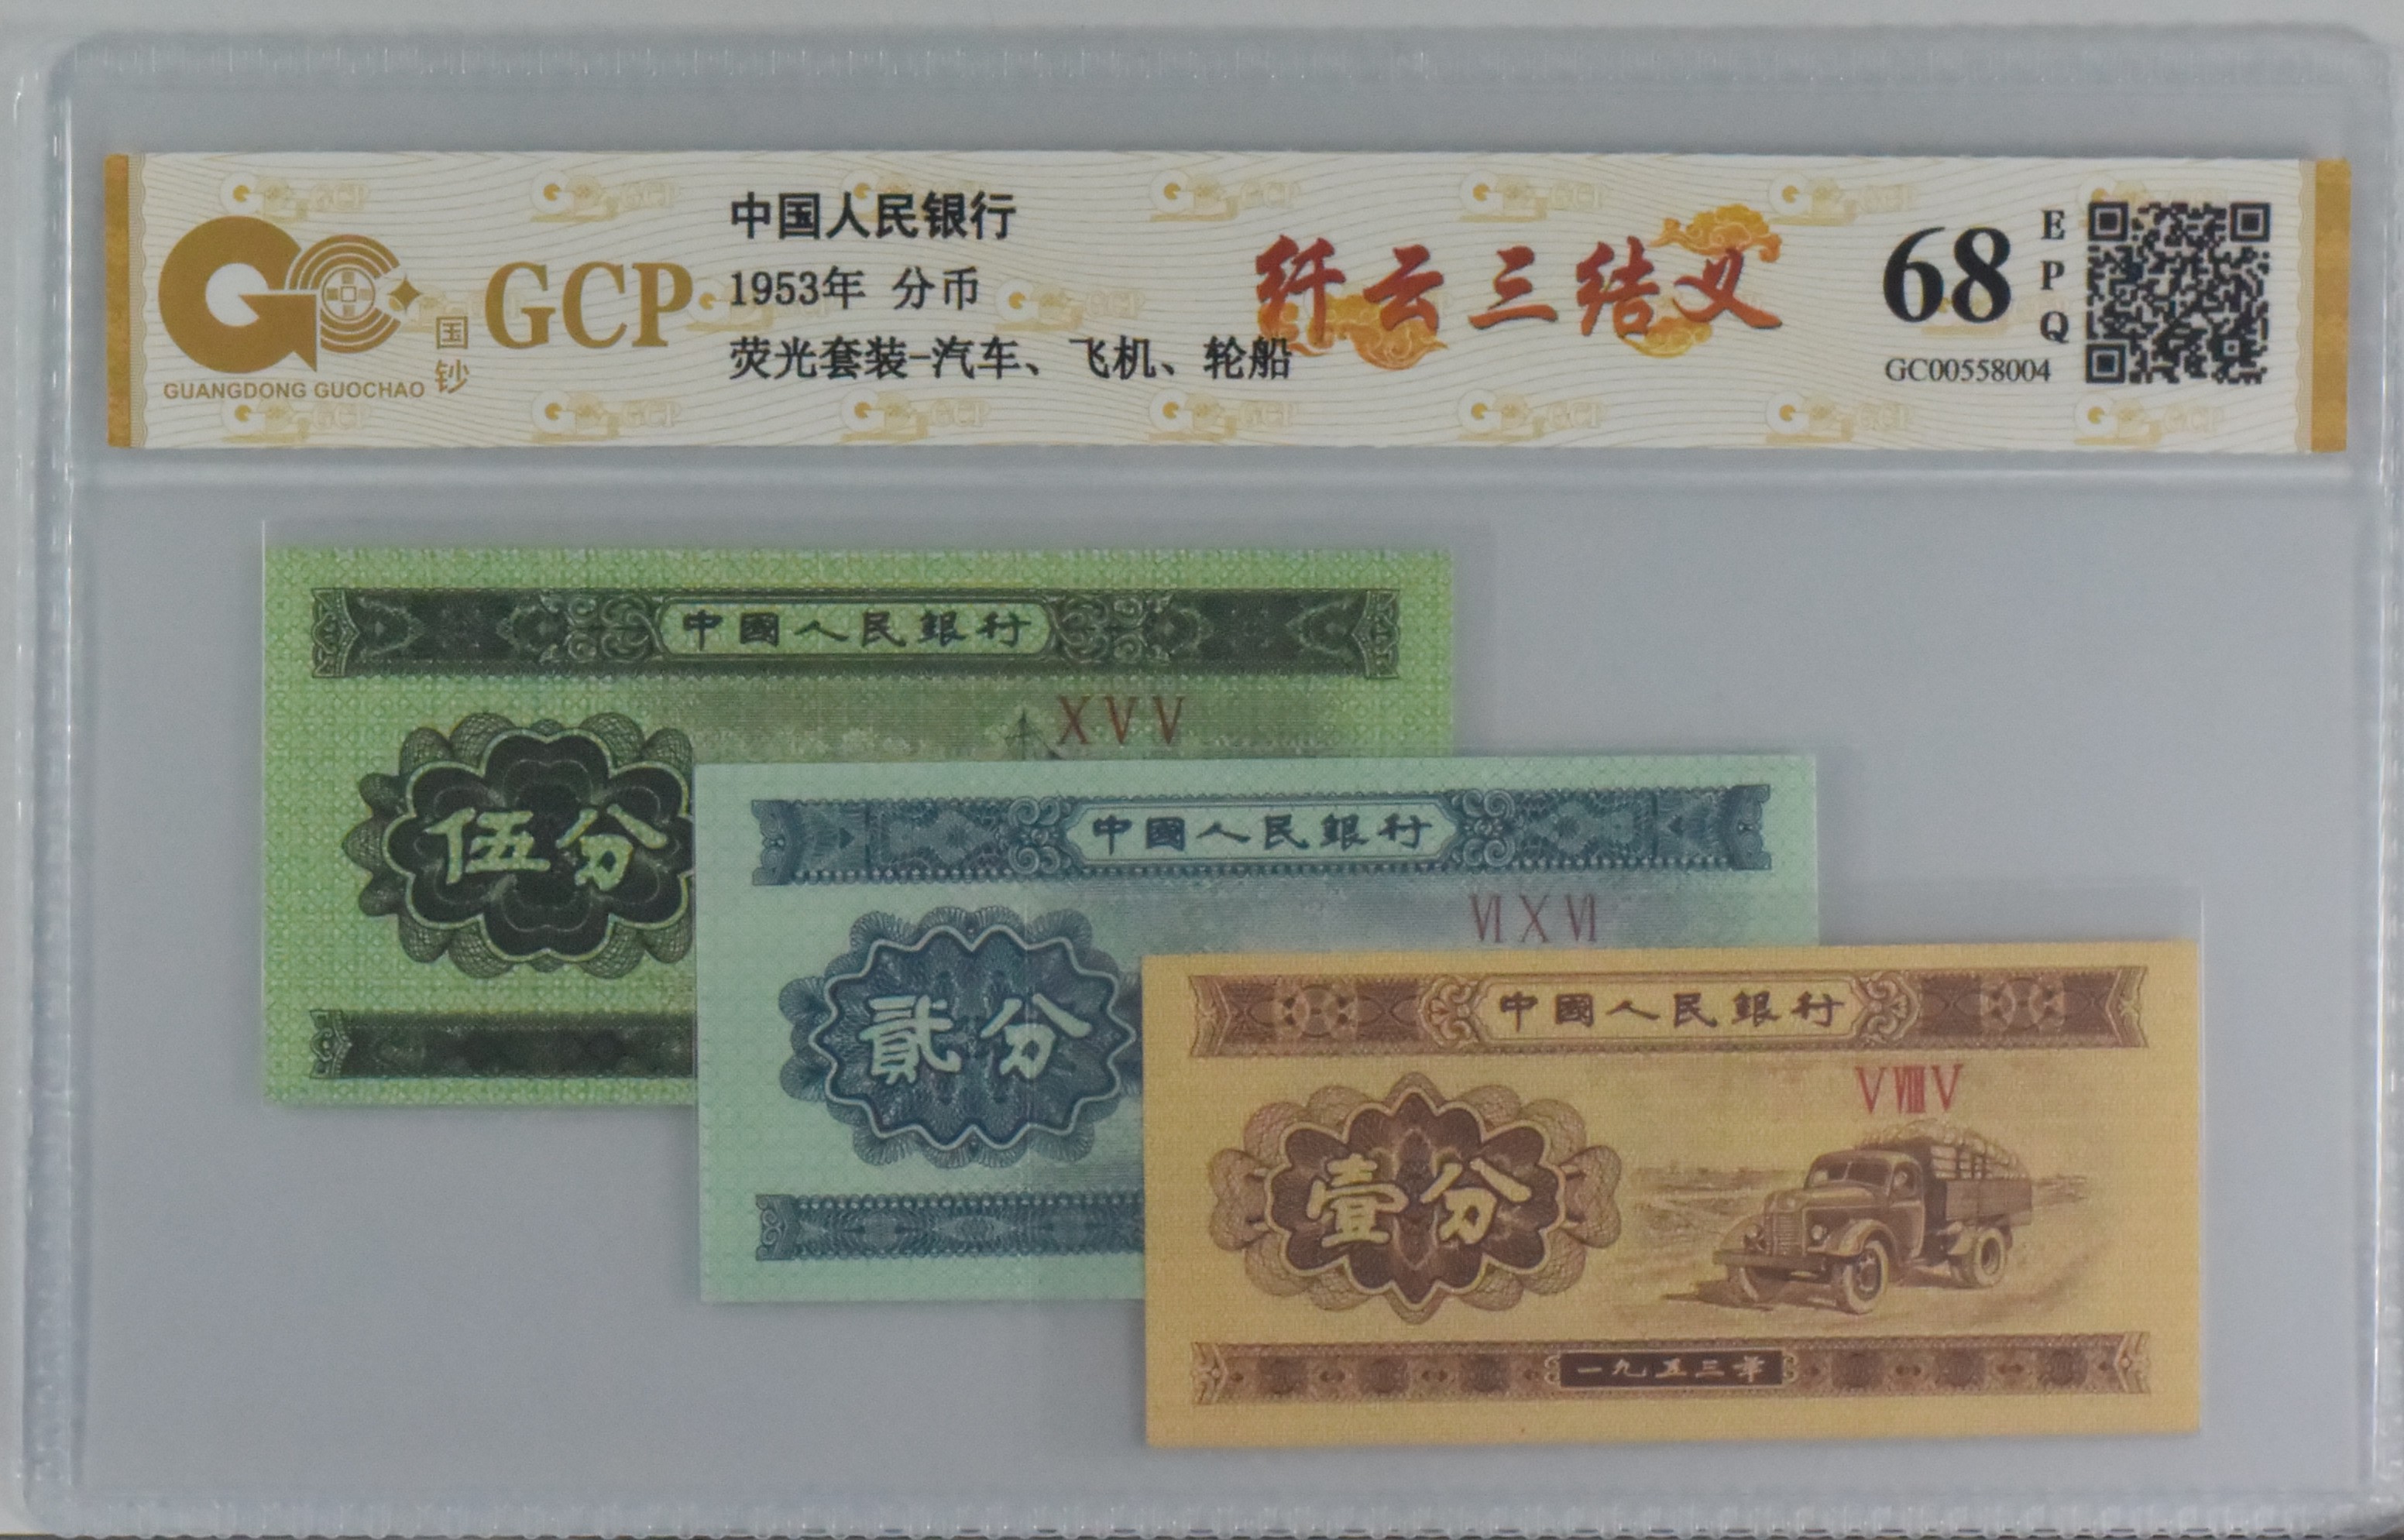 GUANGDONG GUOCHAO
国钞
GCP
中国人民银行
1953年 分币
荧光套装-汽车、飞机、轮船
纤云三结义
68
EPQ
GC00558004
中國人民銀行
XVV
伍分
中國人民銀行
VI X VI
貳分
中國人民銀行
V VIII V
壹分
一九五三年